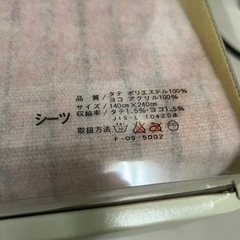 品　質／タテ ポリエステル100%
ヨコ アクリル100%
サイズ／140cm×240cm
シーツ
収縮率／タテ1.5%・ヨコ1.5%
JIS-L 1042
取扱方法
F-09 5002